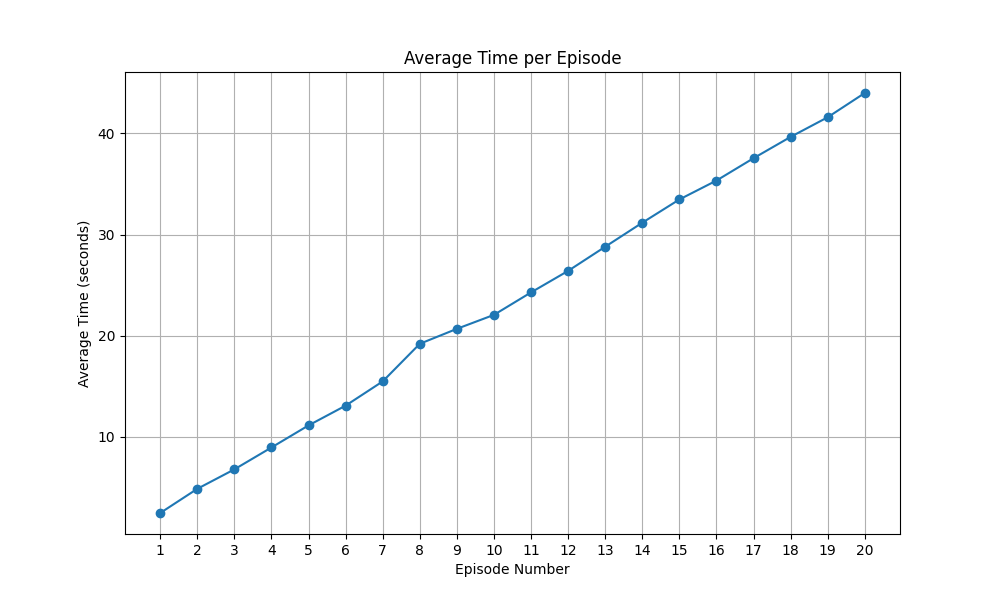 Average Time per Episode
Average Time (seconds)
40
30
20
10
1 2 3 4 5 6 7 8 9 10 11 12 13 14 15 16 17 18 19 20
Episode Number